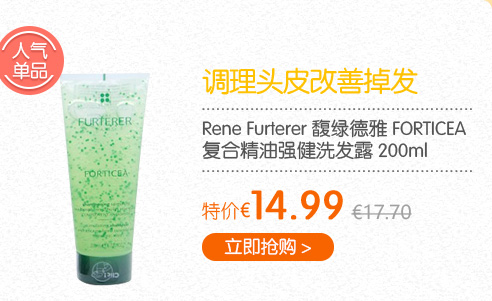 人气
单品
调理头皮改善掉发
Rene Furterer 馥绿德雅 FORTICEA
复合精油强健洗发露 200ml
特价€14.99 €17.70
立即抢购 >
FURTERER
FORTICEA